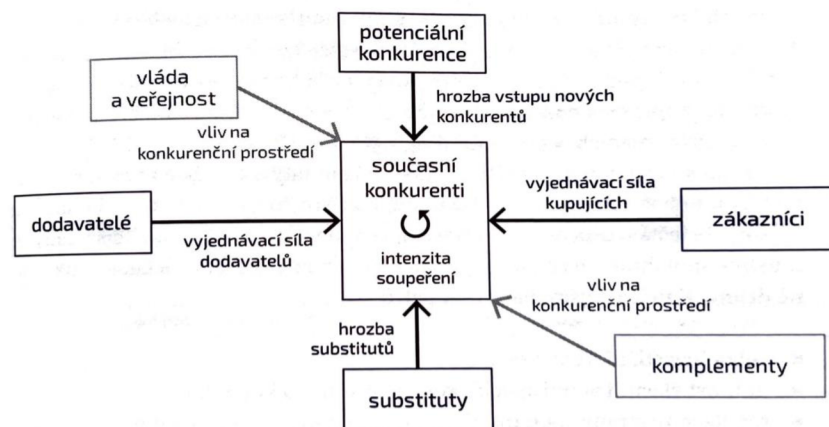 potenciální
konkurence
vláda
a veřejnost
hrozba vstupu nových
konkurentů
vliv na
konkurenční prostředí
současní
konkurenti
vyjednávací síla
kupujících
dodavatelé
zákazníci
vyjednávací síla
dodavatelů
intenzita
soupeření
vliv na
konkurenční prostředí
hrozba
substitutů
komplementy
substituty